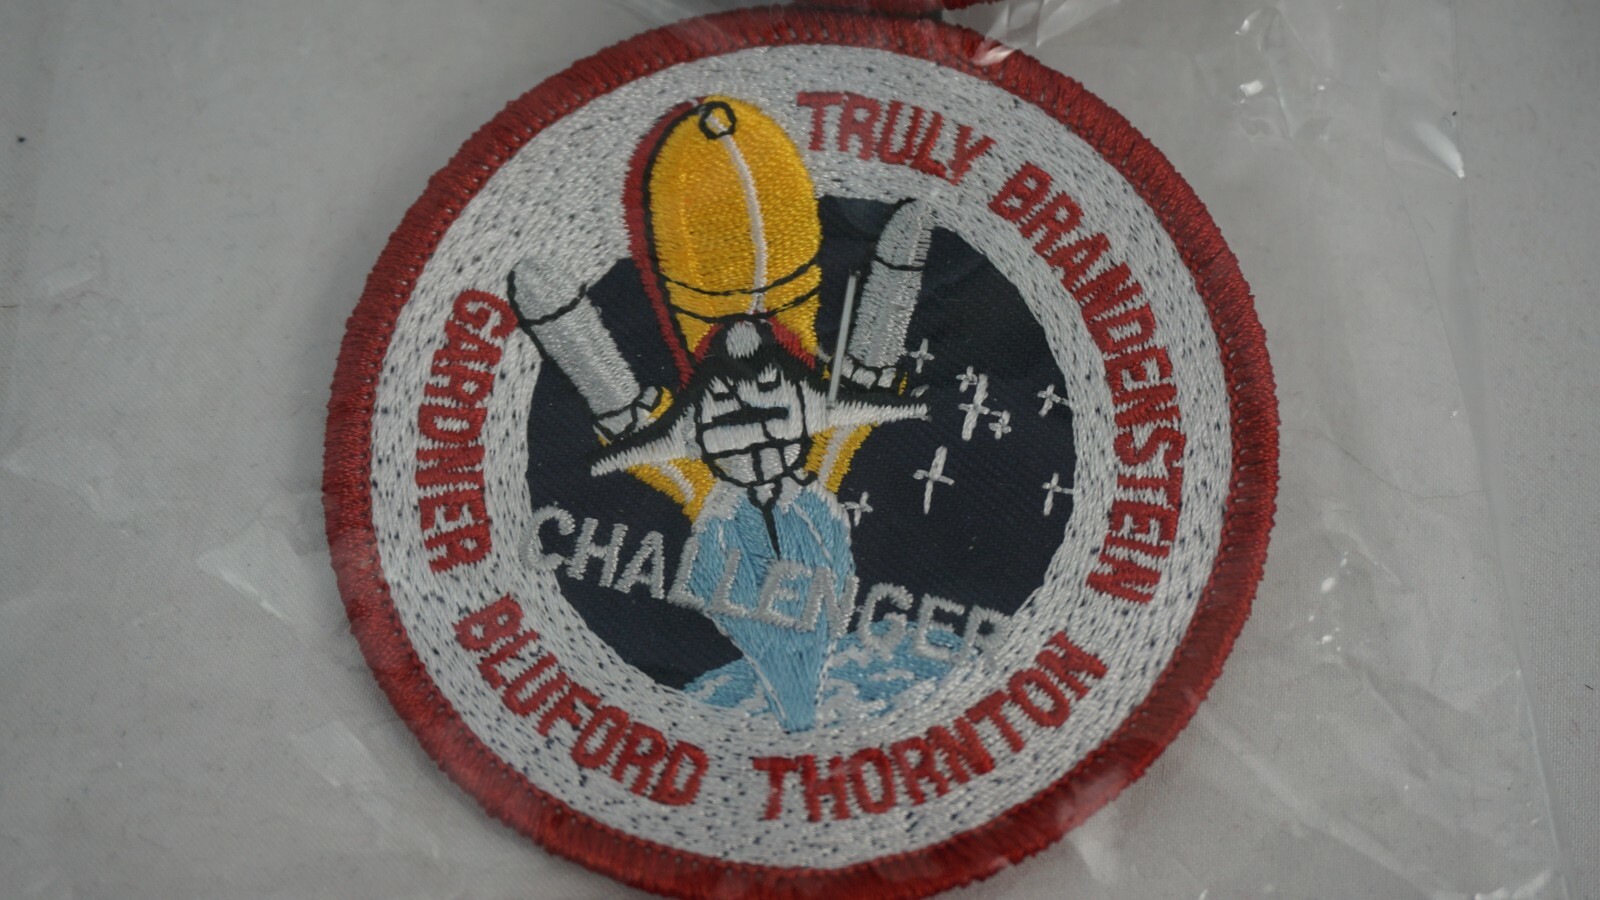 TRULY BRANDENSTEIN
GARDNER BLUFORD THORNTON
CHALLENGER